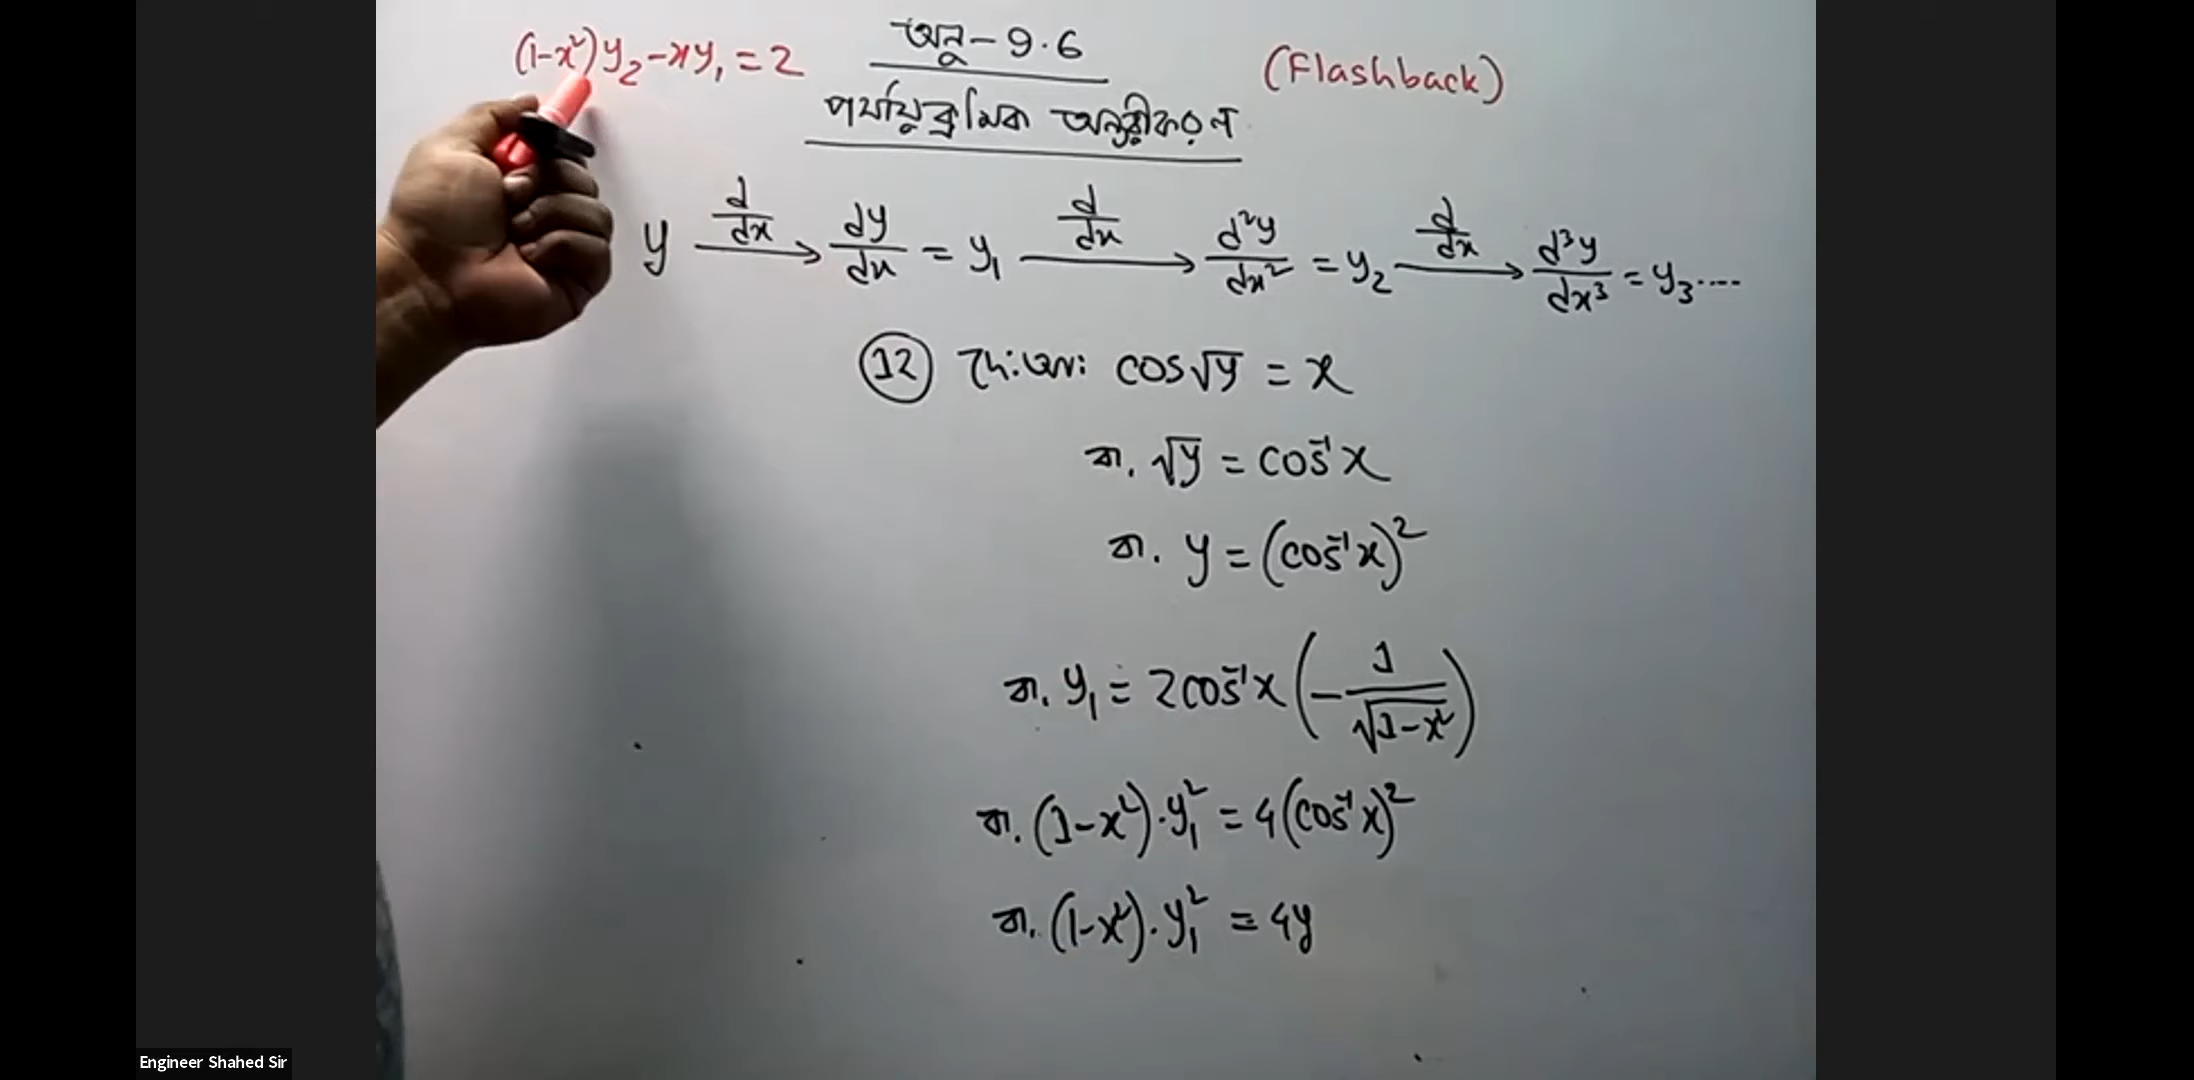 (1-x²)y₂-xy₁=2
অনু-9.6
(Flashback)
পর্যায়ক্রমিক অন্তরীকরণ
y —d/dx→ dy/dx = y₁ —d/dx→ d²y/dx² = y₂ —d/dx→ d³y/dx³ = y₃....
(12) cos√y = x
বা. √y = cos⁻¹x
বা. y = (cos⁻¹x)²
বা. y₁ = 2cos⁻¹x(-1/√(1-x²))
বা. (1-x²).y₁² = 4(cos⁻¹x)²
বা. (1-x²).y₁² = 4y
Engineer Shahed Sir